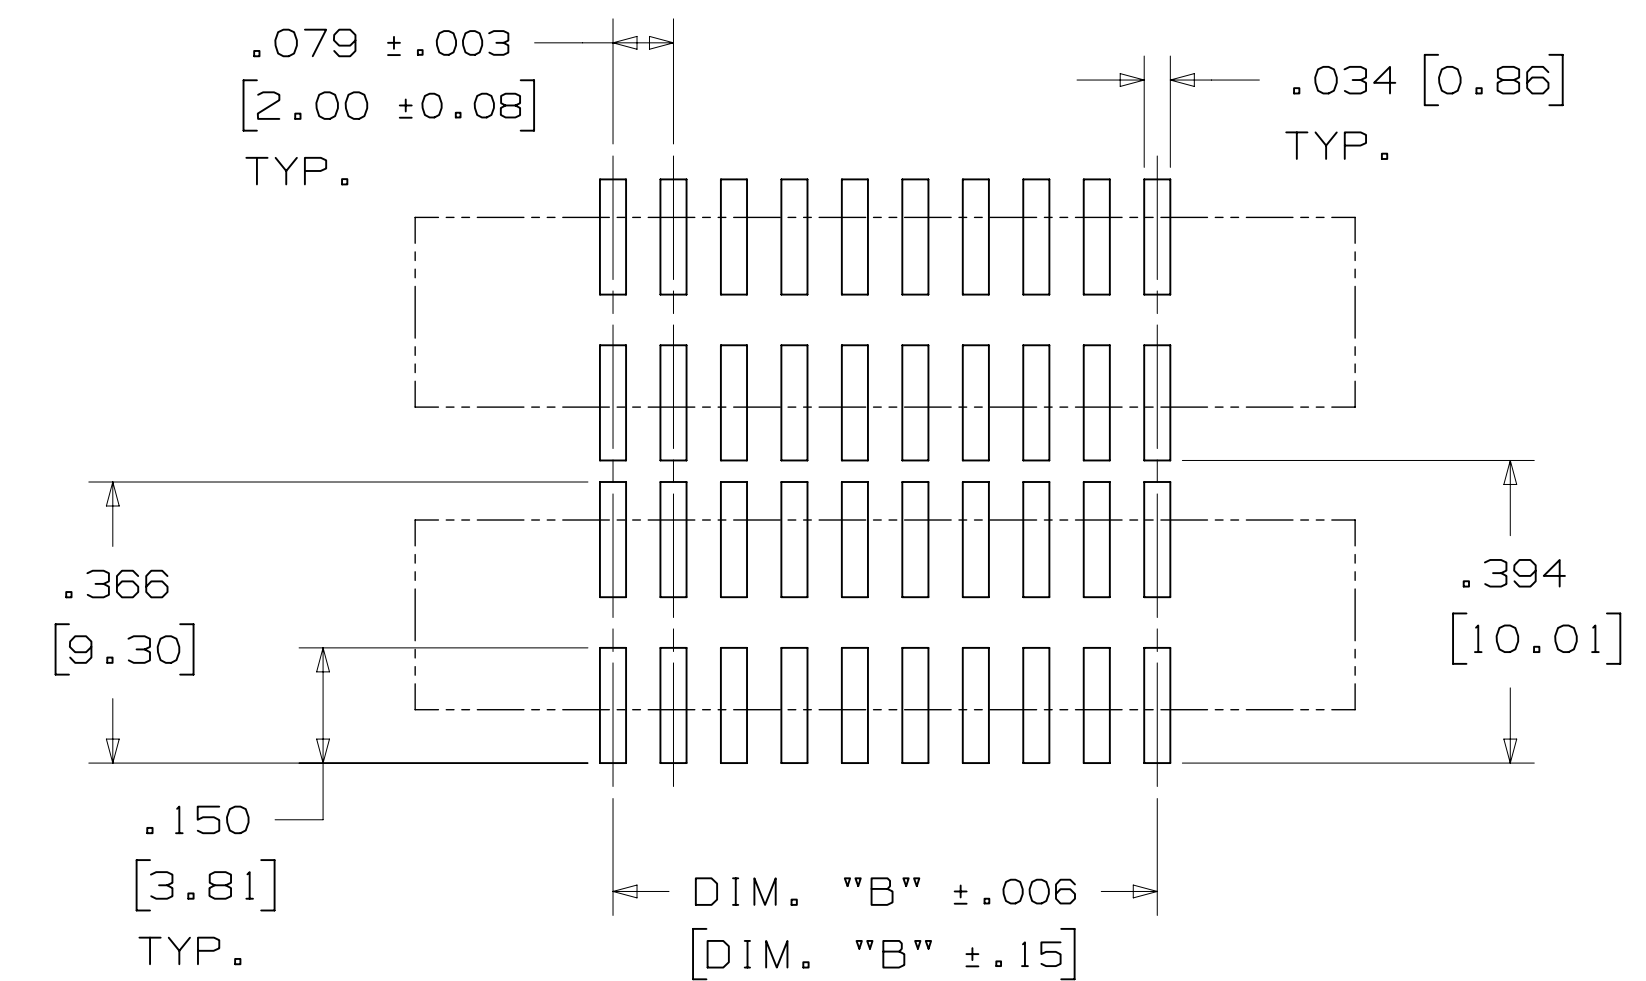 .079 ±.003
[2.00 ±0.08]
TYP.
.034 [0.86]
TYP.
.366
[9.30]
.394
[10.01]
.150
[3.81]
TYP.
DIM. "B" ±.006
[DIM. "B" ±.15]